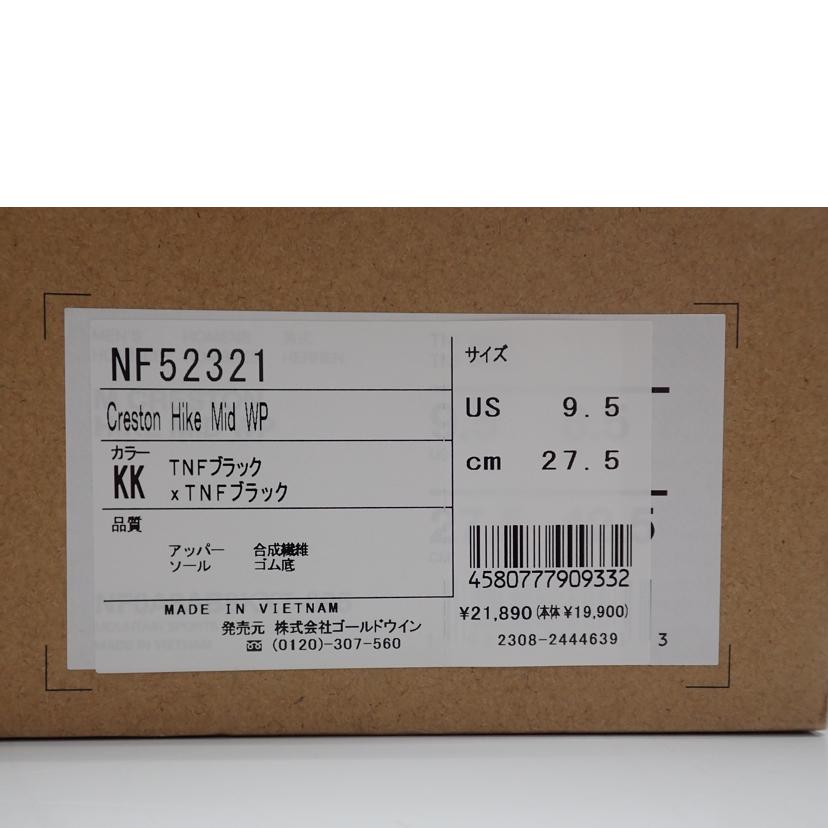 NF52321
Creston Hike Mid WP
カラー
KK TNFブラック
xTNFブラック
品質
アッパー 合成繊維
ソール ゴム底
MADE IN VIETNAM
発売元 株式会社ゴールドウイン
(0120)-307-560
サイズ
US 9.5
cm 27.5
4580777909332
¥21,890(本体¥19,900)
2308-2444639
3